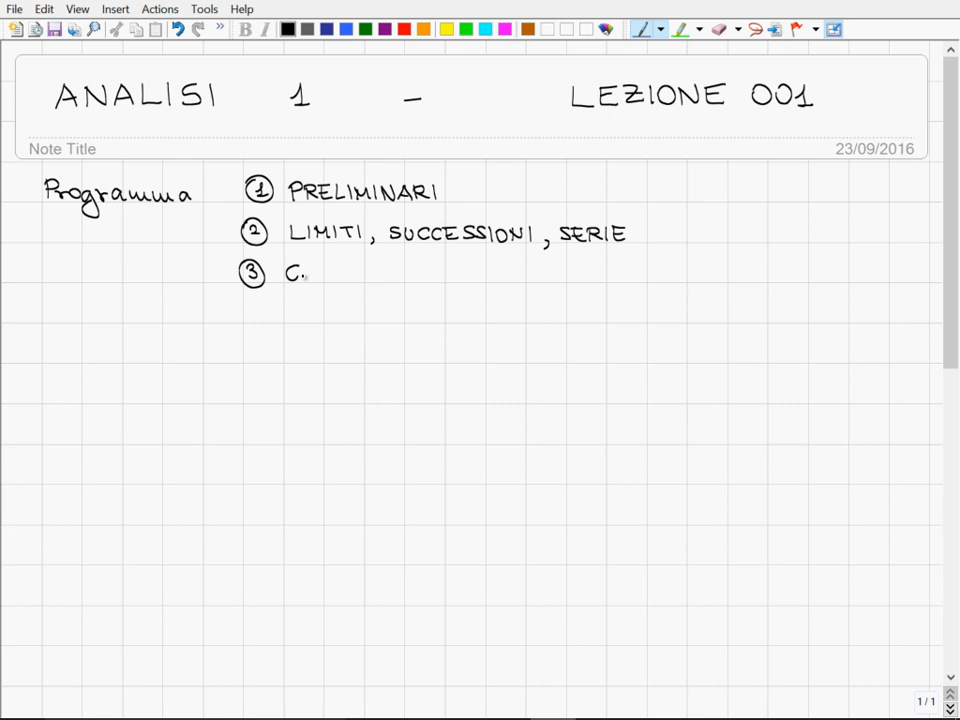 File Edit View Insert Actions Tools Help
» B I
ANALISI 1 - LEZIONE 001
Note Title 23/09/2016
Programma ① PRELIMINARI
② LIMITI, SUCCESSIONI, SERIE
③ C.
1/1